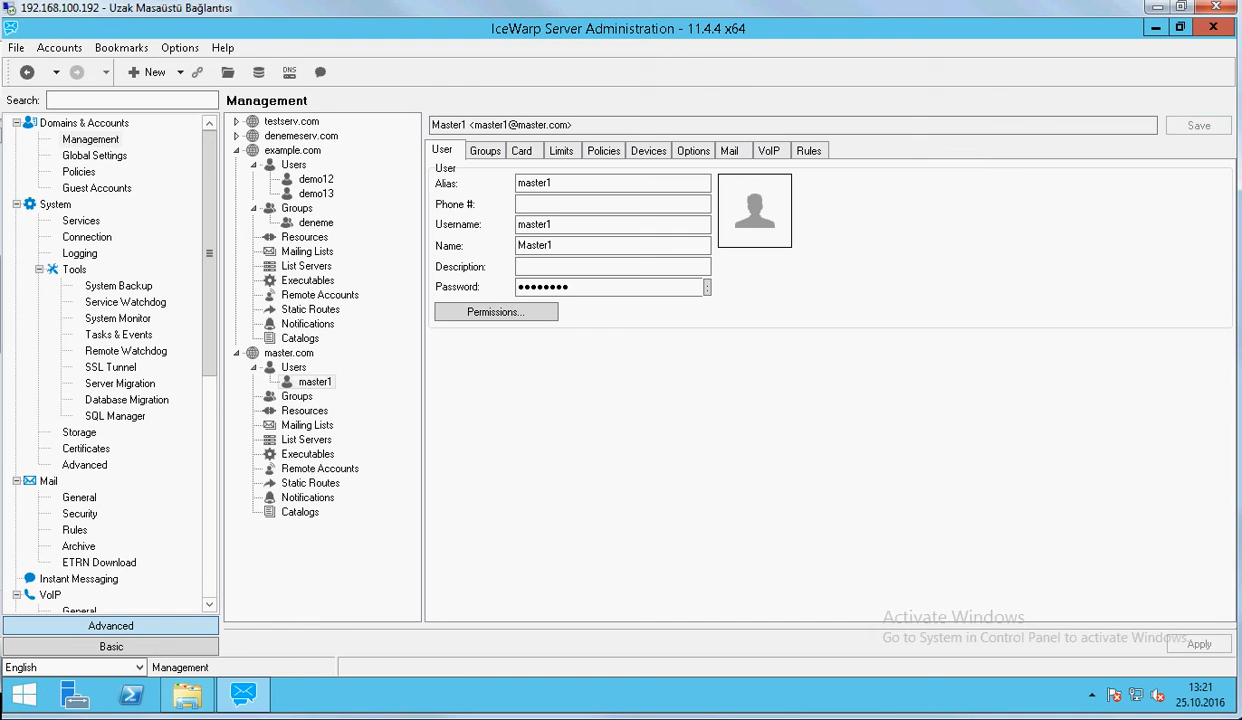 192.168.100.192 - Uzak Masaüstü Bağlantısı
IceWarp Server Administration - 11.4.4 x64
File Accounts Bookmarks Options Help
New DNS
Search:
Management
Domains & Accounts
Management
Global Settings
Policies
Guest Accounts
System
Services
Connection
Logging
Tools
System Backup
Service Watchdog
System Monitor
Tasks & Events
Remote Watchdog
SSL Tunnel
Server Migration
Database Migration
SQL Manager
Storage
Certificates
Advanced
Mail
General
Security
Rules
Archive
ETRN Download
Instant Messaging
VoIP
General
Advanced
Basic
testserv.com
denemeserv.com
example.com
Users
demo12
demo13
Groups
deneme
Resources
Mailing Lists
List Servers
Executables
Remote Accounts
Static Routes
Notifications
Catalogs
master.com
Users
master1
Groups
Resources
Mailing Lists
List Servers
Executables
Remote Accounts
Static Routes
Notifications
Catalogs
Master1 <master1@master.com>
Save
User Groups Card Limits Policies Devices Options Mail VoIP Rules
User
Alias: master1
Phone #:
Username: master1
Name: Master1
Description:
Password: ●●●●●●●●
Permissions...
Activate Windows
Go to System in Control Panel to activate Windows.
Apply
English Management
13:21
25.10.2016